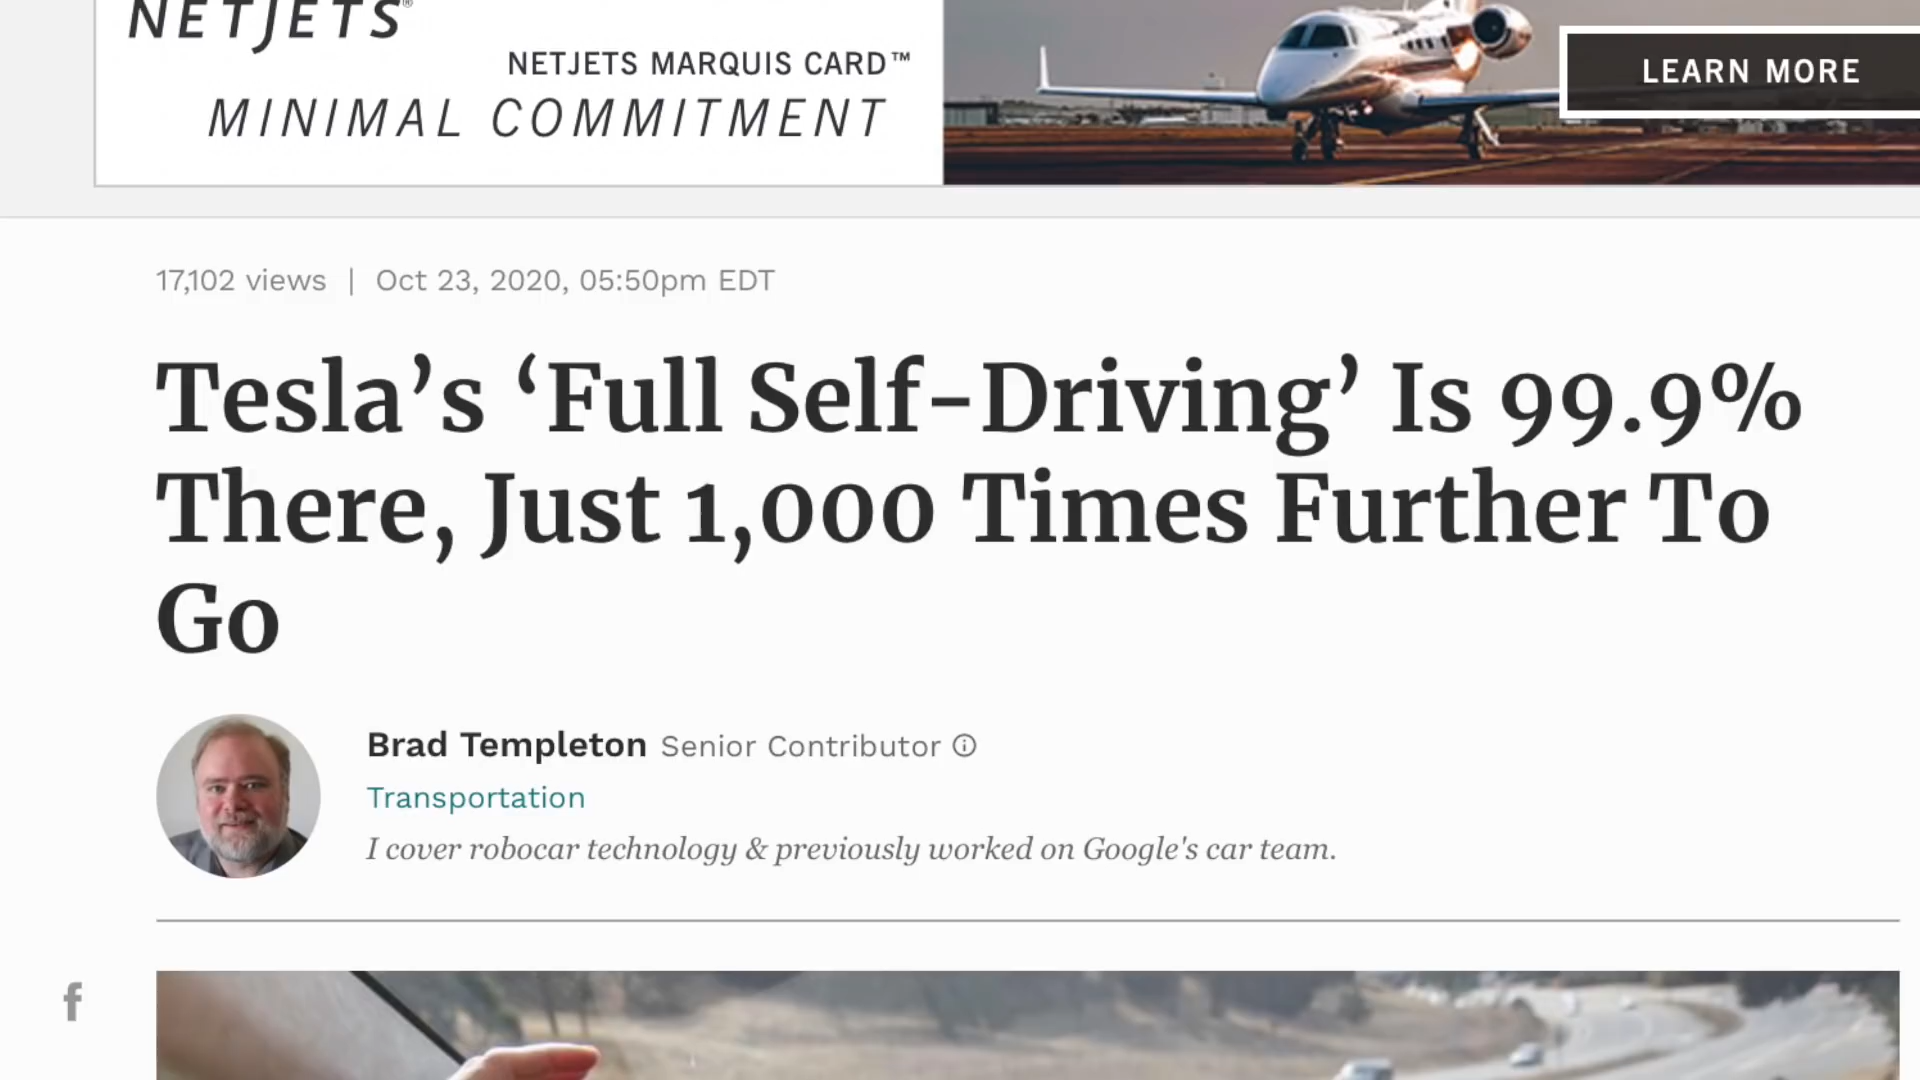 NETJETS®
NETJETS MARQUIS CARD™
MINIMAL COMMITMENT
LEARN MORE
17,102 views | Oct 23, 2020, 05:50pm EDT
Tesla’s ‘Full Self-Driving’ Is 99.9%
There, Just 1,000 Times Further To
Go
Brad Templeton Senior Contributor
Transportation
I cover robocar technology & previously worked on Google's car team.
f